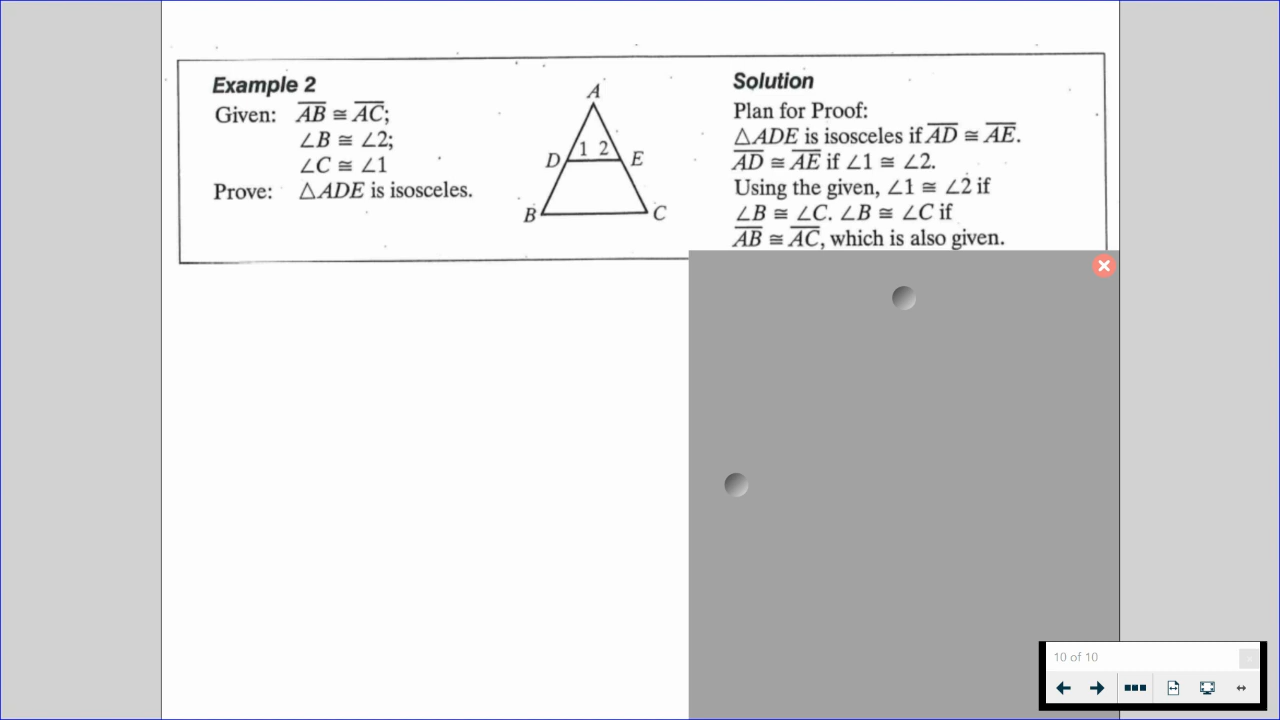 Example 2
Given: AB ≅ AC;
∠B ≅ ∠2;
∠C ≅ ∠1
Prove: △ADE is isosceles.
A
1 2
D E
B C
Solution
Plan for Proof:
△ADE is isosceles if AD ≅ AE.
AD ≅ AE if ∠1 ≅ ∠2.
Using the given, ∠1 ≅ ∠2 if
∠B ≅ ∠C. ∠B ≅ ∠C if
AB ≅ AC, which is also given.
10 of 10